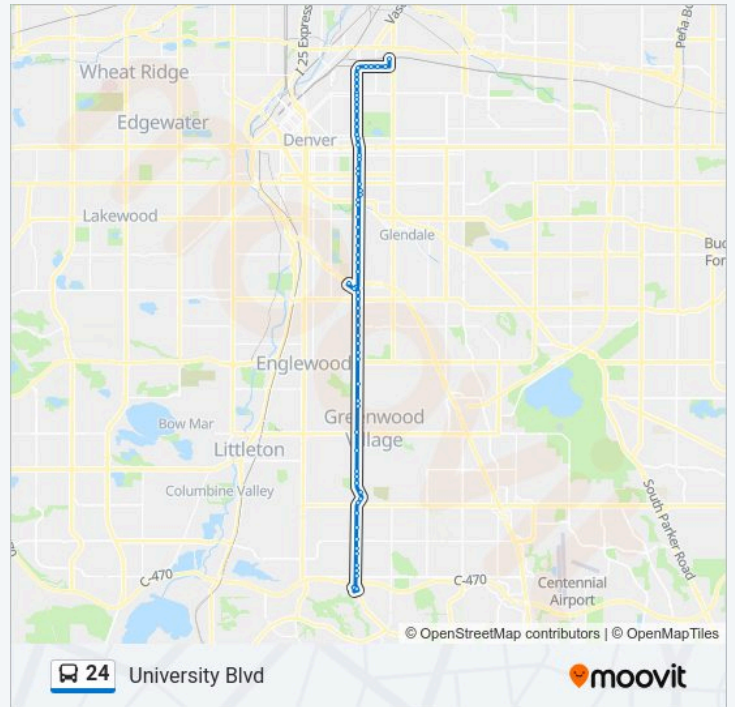 I 25 Express
Vas
Peña Bo
Wheat Ridge
Edgewater
Denver
Lakewood
Glendale
Buc
For
Englewood
Greenwood
Village
Bow Mar
Littleton
Columbine Valley
South Parker Road
C-470
C-470
Centennial
Airport
© OpenStreetMap contributors | © OpenMapTiles
24 University Blvd
moovit